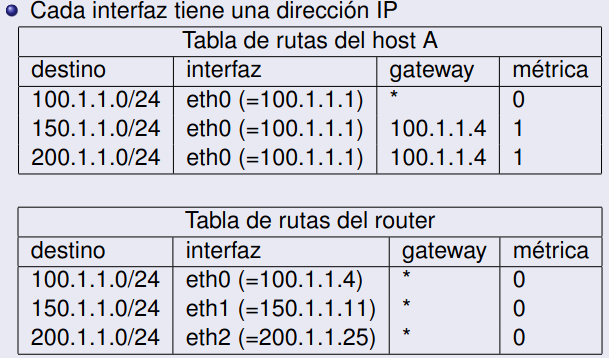 Cada interfaz tiene una dirección IP
Tabla de rutas del host A
destino interfaz gateway métrica
100.1.1.0/24 eth0 (=100.1.1.1) * 0
150.1.1.0/24 eth0 (=100.1.1.1) 100.1.1.4 1
200.1.1.0/24 eth0 (=100.1.1.1) 100.1.1.4 1
Tabla de rutas del router
destino interfaz gateway métrica
100.1.1.0/24 eth0 (=100.1.1.4) * 0
150.1.1.0/24 eth1 (=150.1.1.11) * 0
200.1.1.0/24 eth2 (=200.1.1.25) * 0